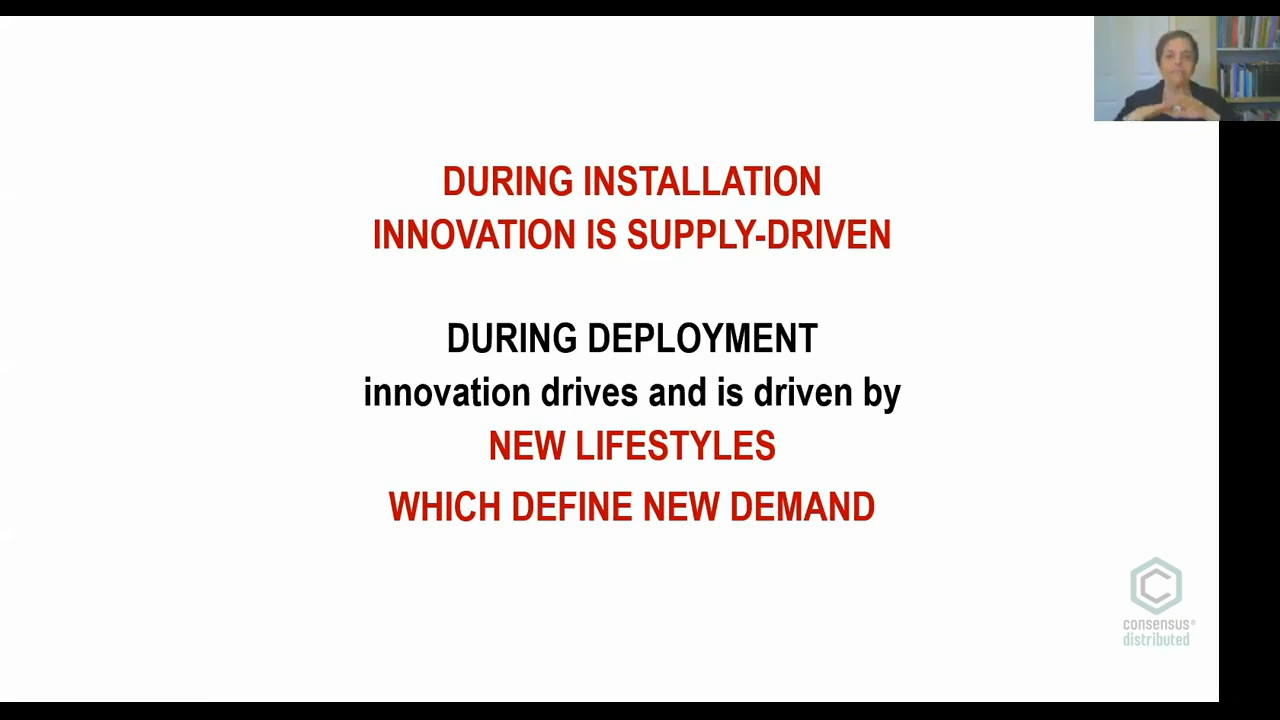 DURING INSTALLATION
INNOVATION IS SUPPLY-DRIVEN
DURING DEPLOYMENT
innovation drives and is driven by
NEW LIFESTYLES
WHICH DEFINE NEW DEMAND
consensus®
distributed